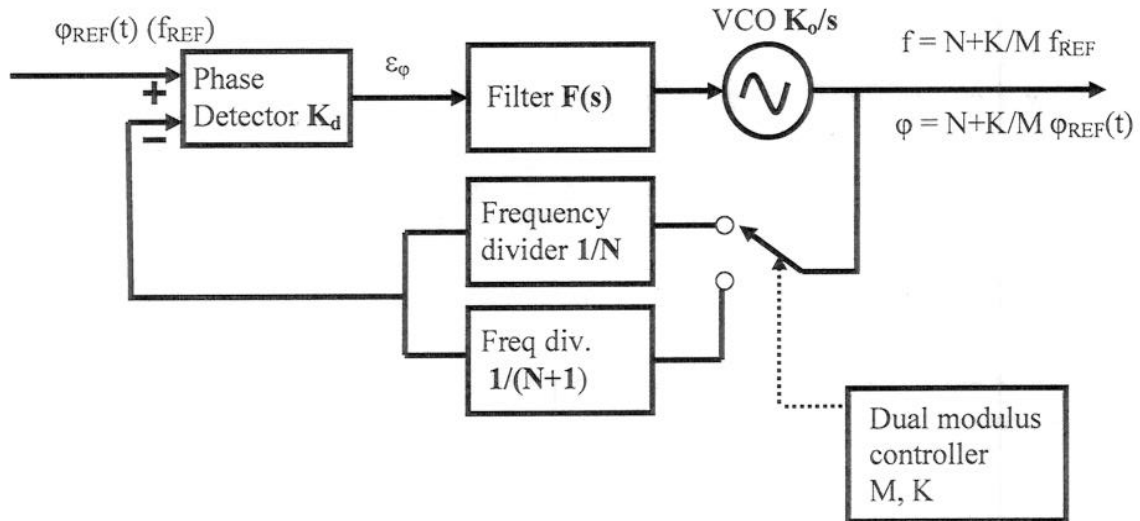 VCO Kₒ/s
φREF(t) (fREF)
f = N+K/M fREF
+
Phase
Detector Kd
−
εφ
Filter F(s)
φ = N+K/M φREF(t)
Frequency
divider 1/N
Freq div.
1/(N+1)
Dual modulus
controller
M, K